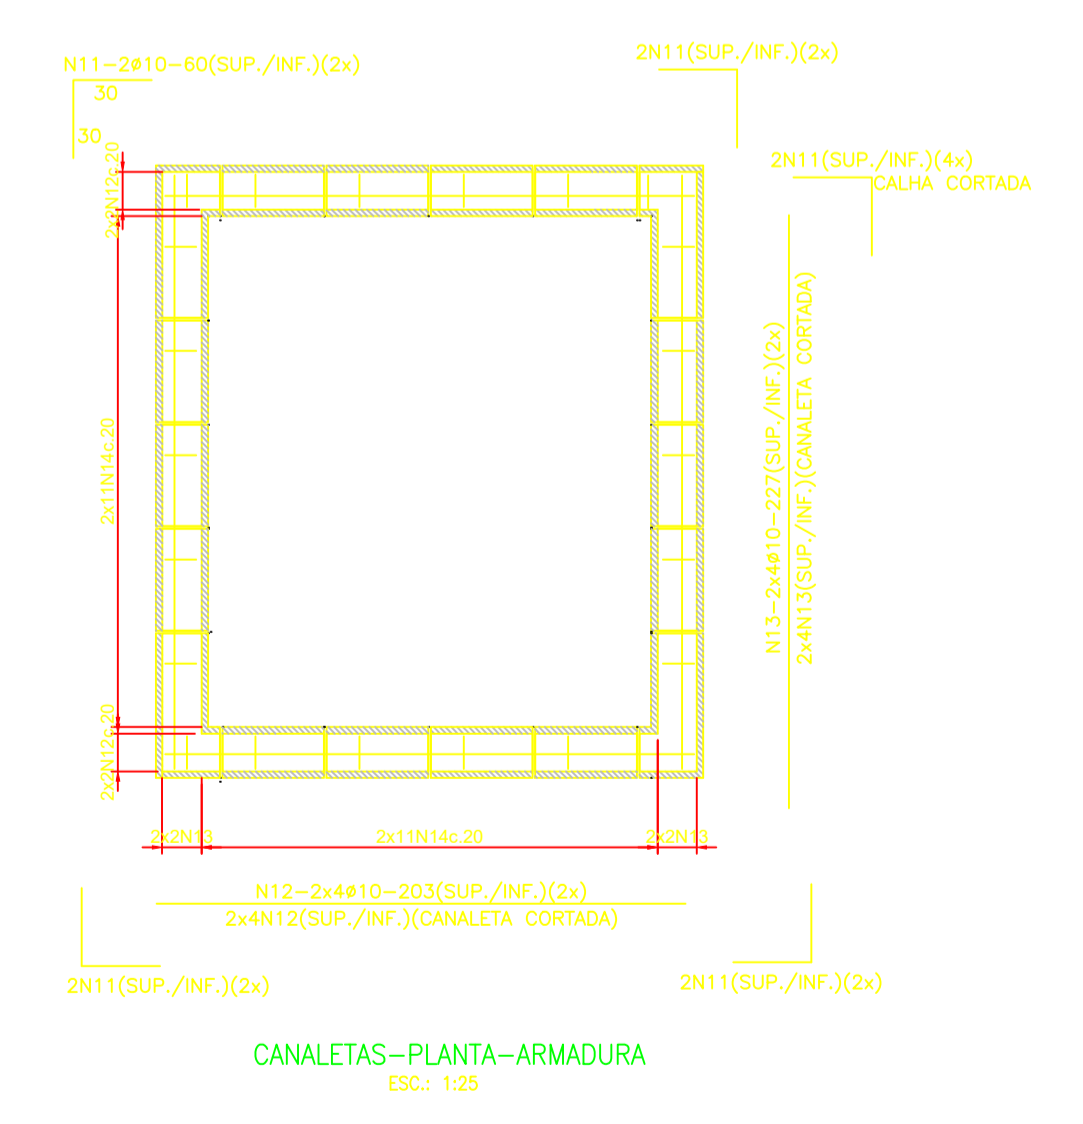 2N11(SUP./INF.)(2x)
N11-2ø10-60(SUP./INF.)(2x)
30
30
2N11(SUP./INF.)(4x)
CALHA CORTADA
2x2N12c.20
2x11N14c.20
2x2N12c.20
N13-2x4ø10-227(SUP./INF.)(2x)
2x4N13(SUP./INF.)(CANALETA CORTADA)
2x2N13
2x11N14c.20
2x2N13
N12-2x4ø10-203(SUP./INF.)(2x)
2x4N12(SUP./INF.)(CANALETA CORTADA)
2N11(SUP./INF.)(2x)
2N11(SUP./INF.)(2x)
CANALETAS-PLANTA-ARMADURA
ESC.: 1:25